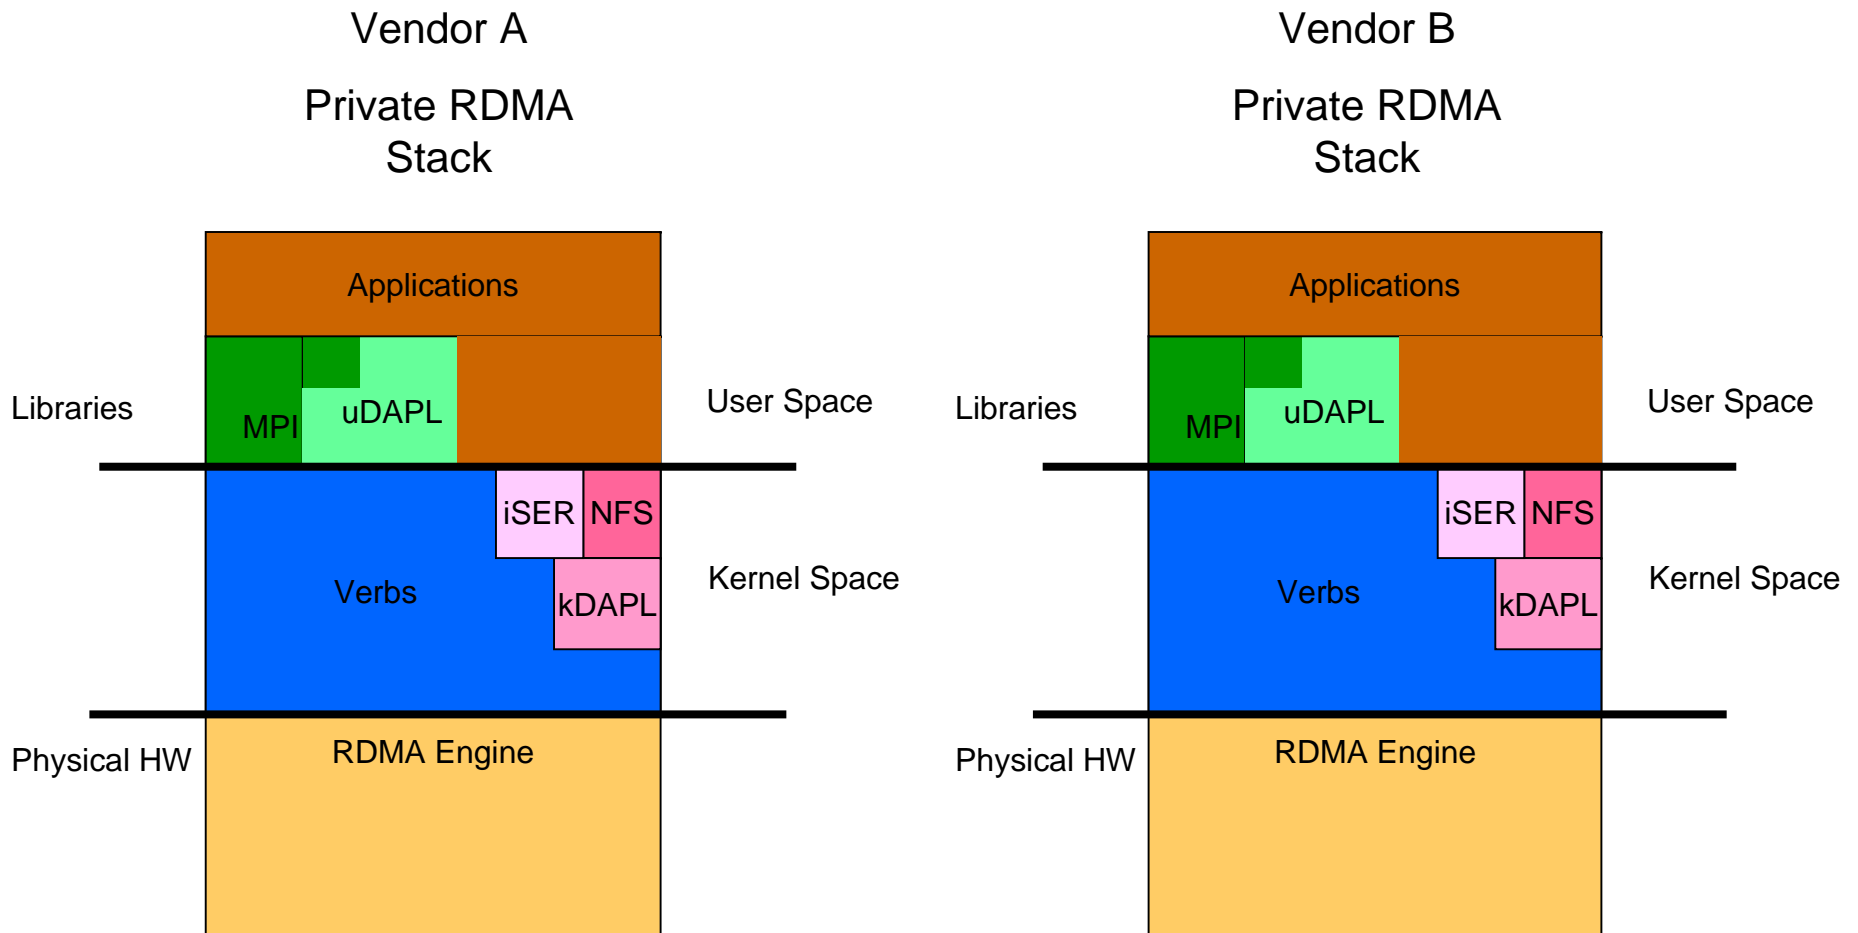 Vendor A
Private RDMA
Stack
Applications
Libraries
MPI
uDAPL
User Space
iSER
NFS
Verbs
kDAPL
Kernel Space
Physical HW
RDMA Engine
Vendor B
Private RDMA
Stack
Applications
Libraries
MPI
uDAPL
User Space
iSER
NFS
Verbs
kDAPL
Kernel Space
Physical HW
RDMA Engine